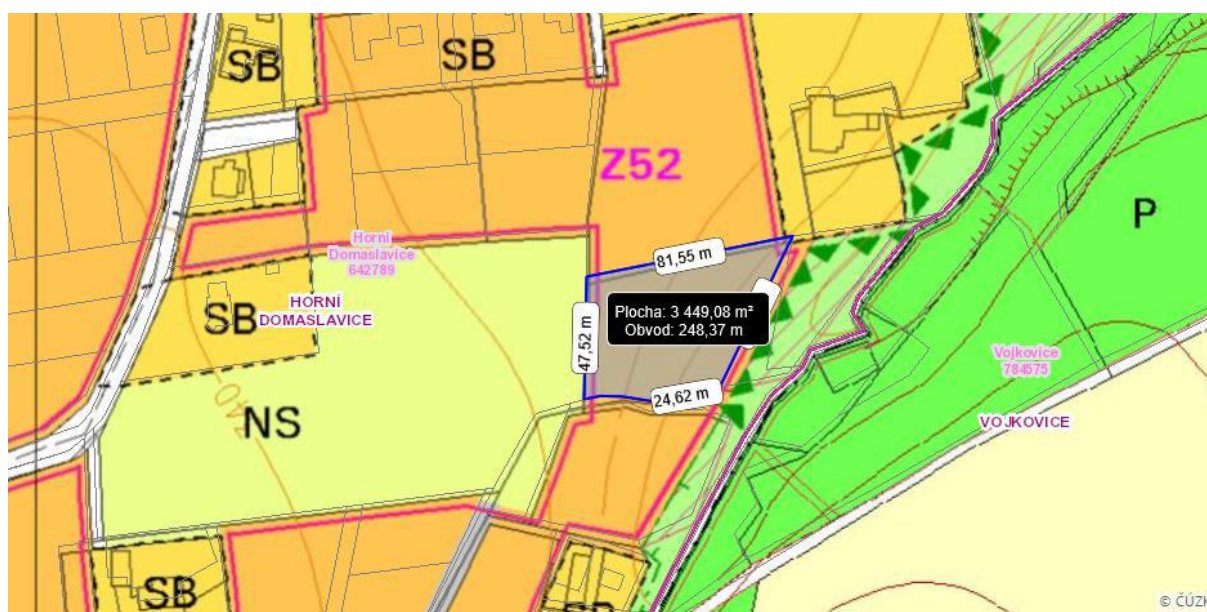 SB
SB
Z52
P
Horní
Domaslavice
642789
81,55 m
SB
HORNÍ
DOMASLAVICE
Plocha: 3 449,08 m²
Obvod: 248,37 m
47,52 m
Vojkovice
784575
24,62 m
NS
VOJKOVICE
240
SB
SB
© ČÚZK